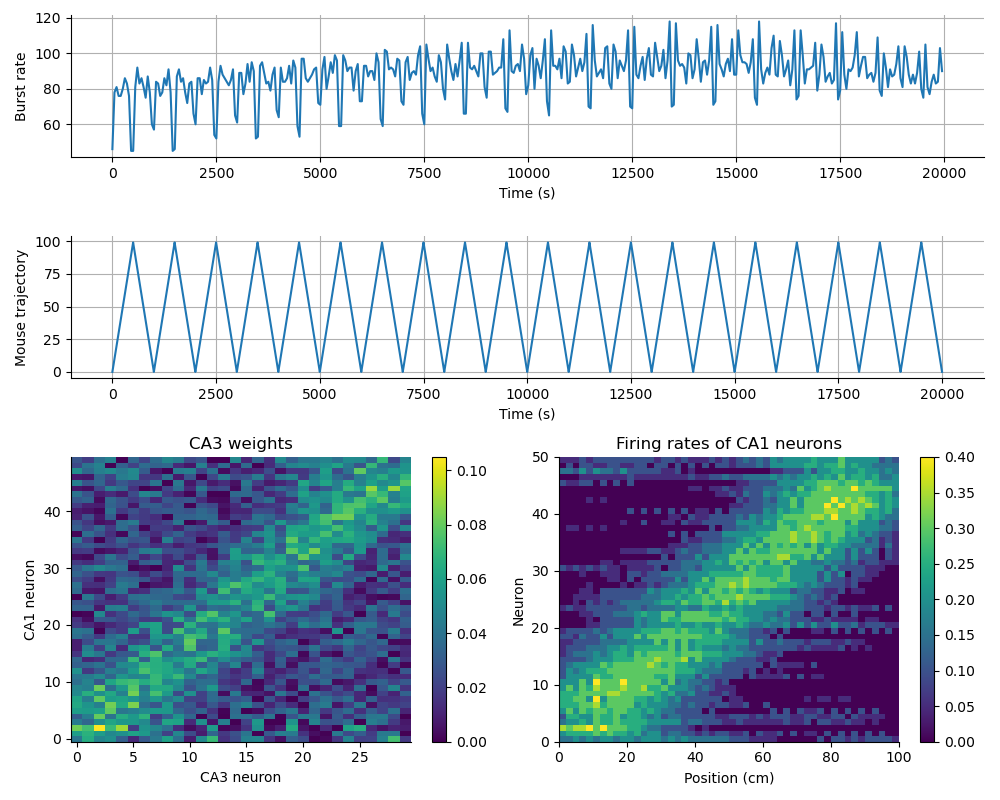 120
100
80
60
Burst rate
0 2500 5000 7500 10000 12500 15000 17500 20000
Time (s)
100
75
50
25
0
Mouse trajectory
0 2500 5000 7500 10000 12500 15000 17500 20000
Time (s)
CA3 weights
40
30
20
10
0
CA1 neuron
0 5 10 15 20 25
CA3 neuron
0.10
0.08
0.06
0.04
0.02
0.00
Firing rates of CA1 neurons
50
40
30
20
10
0
Neuron
0 20 40 60 80 100
Position (cm)
0.40
0.35
0.30
0.25
0.20
0.15
0.10
0.05
0.00